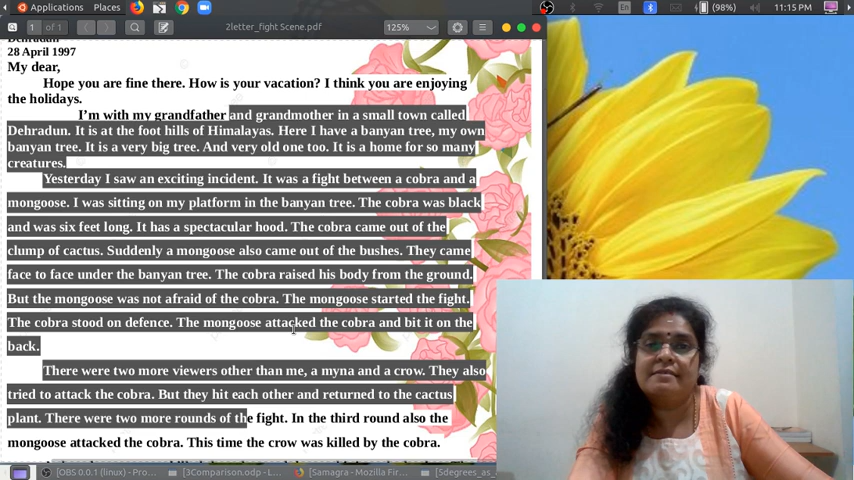 Applications Places En (98%) 11:15 PM
1 of 1 2letter_fight Scene.pdf 125%
Dehradun
28 April 1997
My dear,
Hope you are fine there. How is your vacation? I think you are enjoying
the holidays.
I'm with my grandfather and grandmother in a small town called
Dehradun. It is at the foot hills of Himalayas. Here I have a banyan tree, my own
banyan tree. It is a very big tree. And very old one too. It is a home for so many
creatures.
Yesterday I saw an exciting incident. It was a fight between a cobra and a
mongoose. I was sitting on my platform in the banyan tree. The cobra was black
and was six feet long. It has a spectacular hood. The cobra came out of the
clump of cactus. Suddenly a mongoose also came out of the bushes. They came
face to face under the banyan tree. The cobra raised his body from the ground.
But the mongoose was not afraid of the cobra. The mongoose started the fight.
The cobra stood on defence. The mongoose attacked the cobra and bit it on the
back.
There were two more viewers other than me, a myna and a crow. They also
tried to attack the cobra. But they hit each other and returned to the cactus
plant. There were two more rounds of the fight. In the third round also the
mongoose attacked the cobra. This time the crow was killed by the cobra.
[OBS 0.0.1 (linux) - Pro... [3Comparison.odp - L... [Samagra - Mozilla Fir... [5degrees_as_